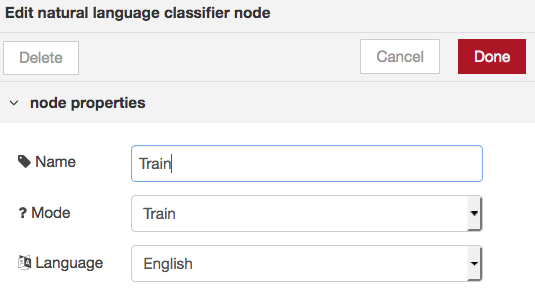 Edit natural language classifier node
Delete Cancel Done
node properties
Name Train
? Mode Train
Language English